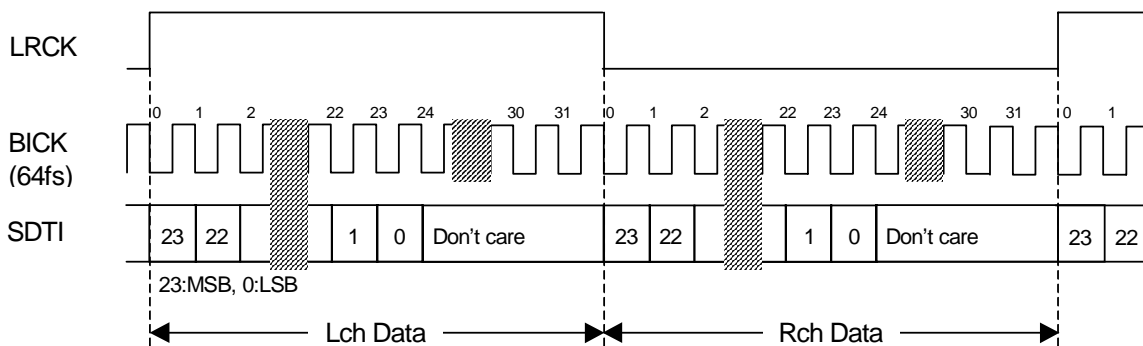 LRCK
0 1 2 22 23 24 30 31 0 1 2 22 23 24 30 31 0 1
BICK
(64fs)
SDTI 23 22 1 0 Don't care 23 22 1 0 Don't care 23 22
23:MSB, 0:LSB
Lch Data Rch Data